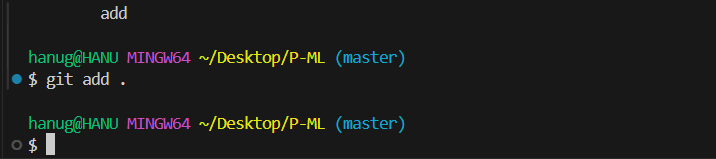 add
hanug@HANU MINGW64 ~/Desktop/P-ML (master)
$ git add .
hanug@HANU MINGW64 ~/Desktop/P-ML (master)
$